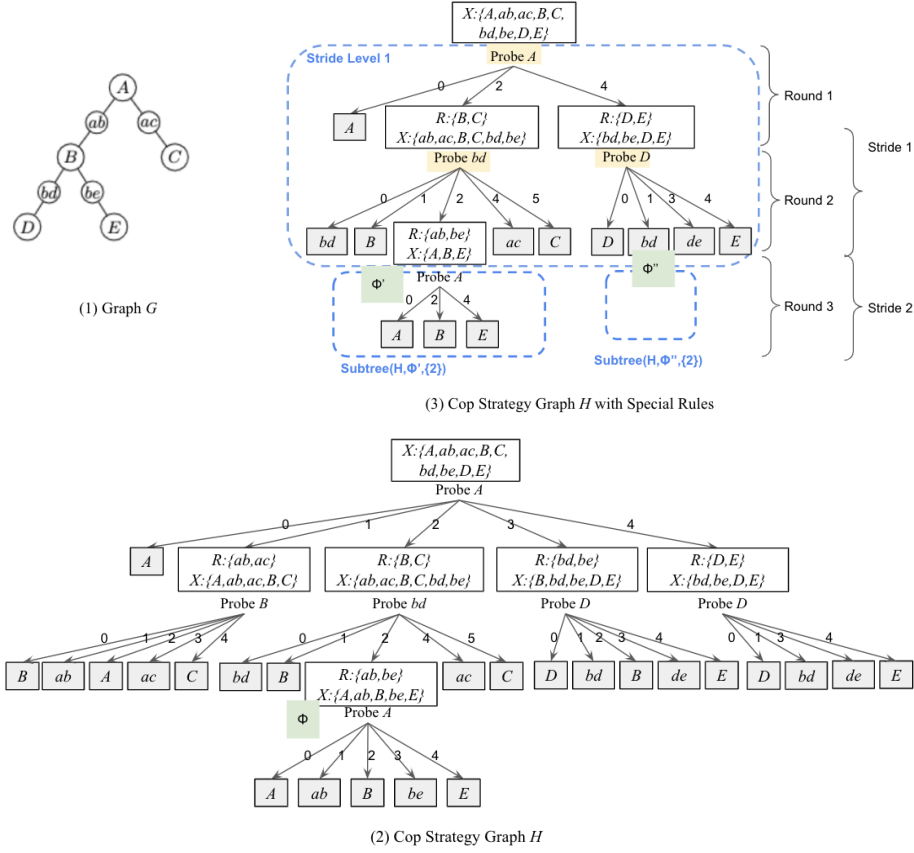 A
ab
ac
B
C
bd
be
D
E
(1) Graph G
X:{A,ab,ac,B,C,
bd,be,D,E}
Stride Level 1
Probe A
0
2
4
A
R:{B,C}
X:{ab,ac,B,C,bd,be}
R:{D,E}
X:{bd,be,D,E}
Probe bd
Probe D
0
1
2
4
5
0
1
3
4
bd
B
R:{ab,be}
X:{A,B,E}
ac
C
D
bd
de
E
Φ'
Probe A
Φ''
0
2
4
A
B
E
Subtree(H,Φ',{2})
Subtree(H,Φ'',{2})
Round 1
Round 2
Round 3
Stride 1
Stride 2
(3) Cop Strategy Graph H with Special Rules
X:{A,ab,ac,B,C,
bd,be,D,E}
Probe A
0
1
2
3
4
A
R:{ab,ac}
X:{A,ab,ac,B,C}
R:{B,C}
X:{ab,ac,B,C,bd,be}
R:{bd,be}
X:{B,bd,be,D,E}
R:{D,E}
X:{bd,be,D,E}
Probe B
Probe bd
Probe D
Probe D
0
1
2
3
4
0
1
2
4
5
0
1
2
3
4
0
1
3
4
B
ab
A
ac
C
bd
B
R:{ab,be}
X:{A,ab,B,be,E}
ac
C
D
bd
B
de
E
D
bd
de
E
Φ
Probe A
0
1
2
3
4
A
ab
B
be
E
(2) Cop Strategy Graph H